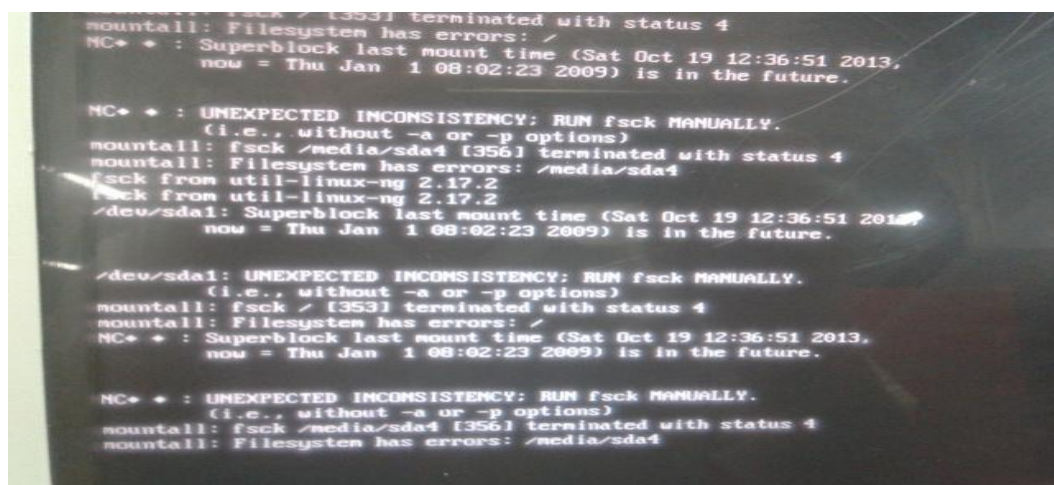 mountall: fsck / [353] terminated with status 4
mountall: Filesystem has errors: /
NC♦ ♦ : Superblock last mount time (Sat Oct 19 12:36:51 2013,
now = Thu Jan 1 08:02:23 2009) is in the future.
NC♦ ♦ : UNEXPECTED INCONSISTENCY; RUN fsck MANUALLY.
(i.e., without -a or -p options)
mountall: fsck /media/sda4 [356] terminated with status 4
mountall: Filesystem has errors: /media/sda4
fsck from util-linux-ng 2.17.2
fsck from util-linux-ng 2.17.2
/dev/sda1: Superblock last mount time (Sat Oct 19 12:36:51 2013,
now = Thu Jan 1 08:02:23 2009) is in the future.
/dev/sda1: UNEXPECTED INCONSISTENCY; RUN fsck MANUALLY.
(i.e., without -a or -p options)
mountall: fsck / [353] terminated with status 4
mountall: Filesystem has errors: /
NC♦ ♦ : Superblock last mount time (Sat Oct 19 12:36:51 2013,
now = Thu Jan 1 08:02:23 2009) is in the future.
NC♦ ♦ : UNEXPECTED INCONSISTENCY; RUN fsck MANUALLY.
(i.e., without -a or -p options)
mountall: fsck /media/sda4 [356] terminated with status 4
mountall: Filesystem has errors: /media/sda4